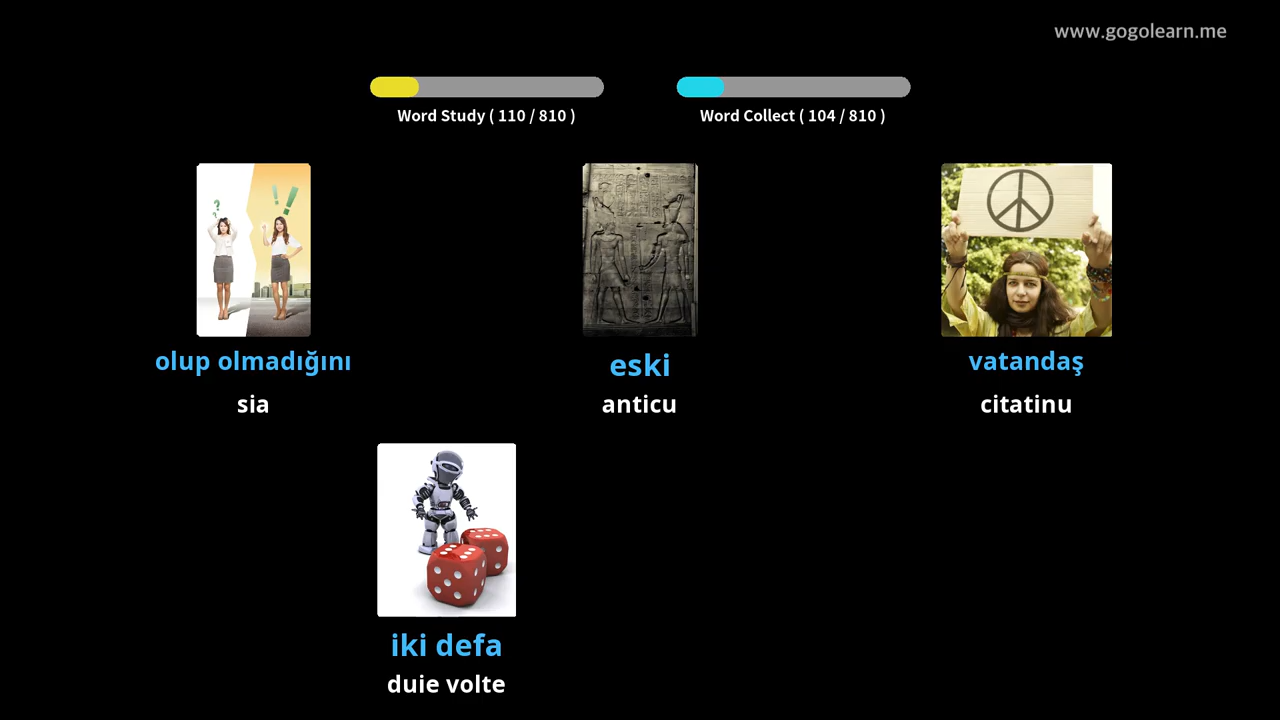 www.gogolearn.me
Word Study ( 110 / 810 )
Word Collect ( 104 / 810 )
olup olmadığını
sia
eski
anticu
vatandaş
citatinu
iki defa
duie volte